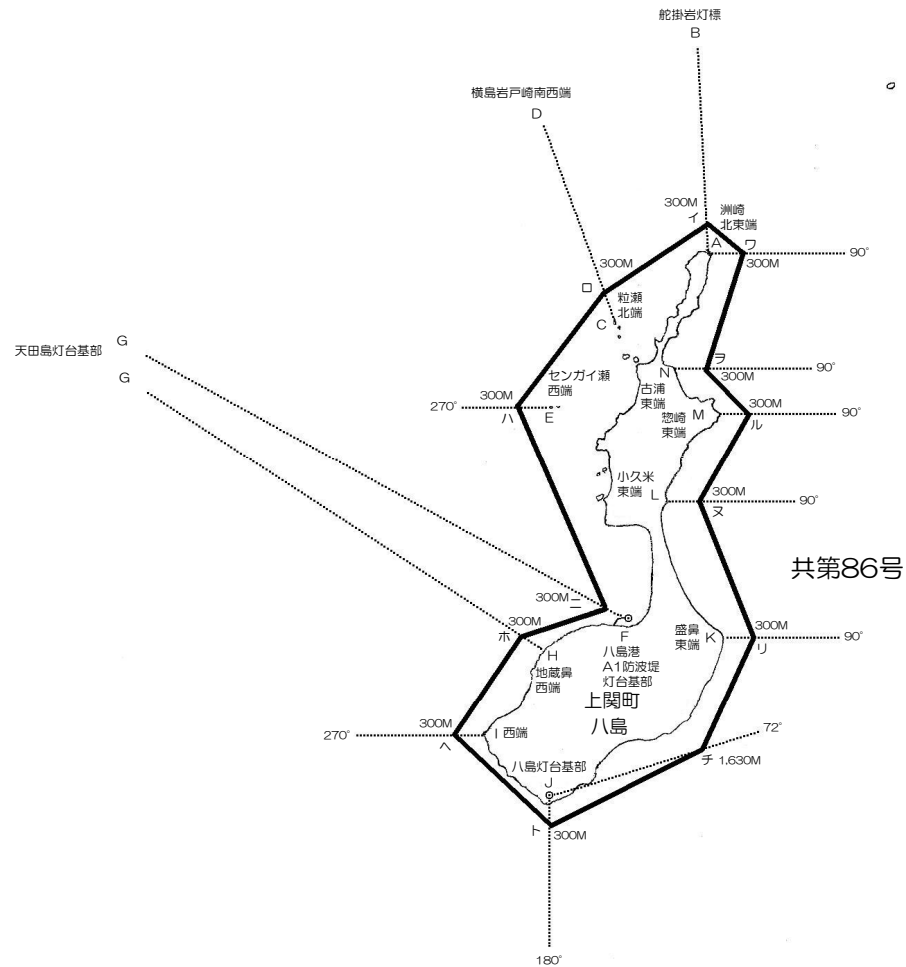 舵掛岩灯標
B
横島岩戸崎南西端
D
300M
イ
洲崎
北東端
A
ワ
90°
300M
300M
ロ
粒瀬
北端
C
天田島灯台基部
G
G
ヲ
N
90°
300M
センガイ瀬
西端
古浦
東端
300M
270°
ハ
E
惣崎
東端
M
300M
90°
ル
小久米
東端
L
300M
90°
ヌ
共第86号
300M
ニ
300M
ホ
F
H
八島港
A1防波堤
灯台基部
盛鼻
東端
K
300M
90°
リ
地蔵鼻
西端
上関町
八島
300M
270°
ヘ
I西端
72°
チ
1.630M
八島灯台基部
J
ト
300M
180°